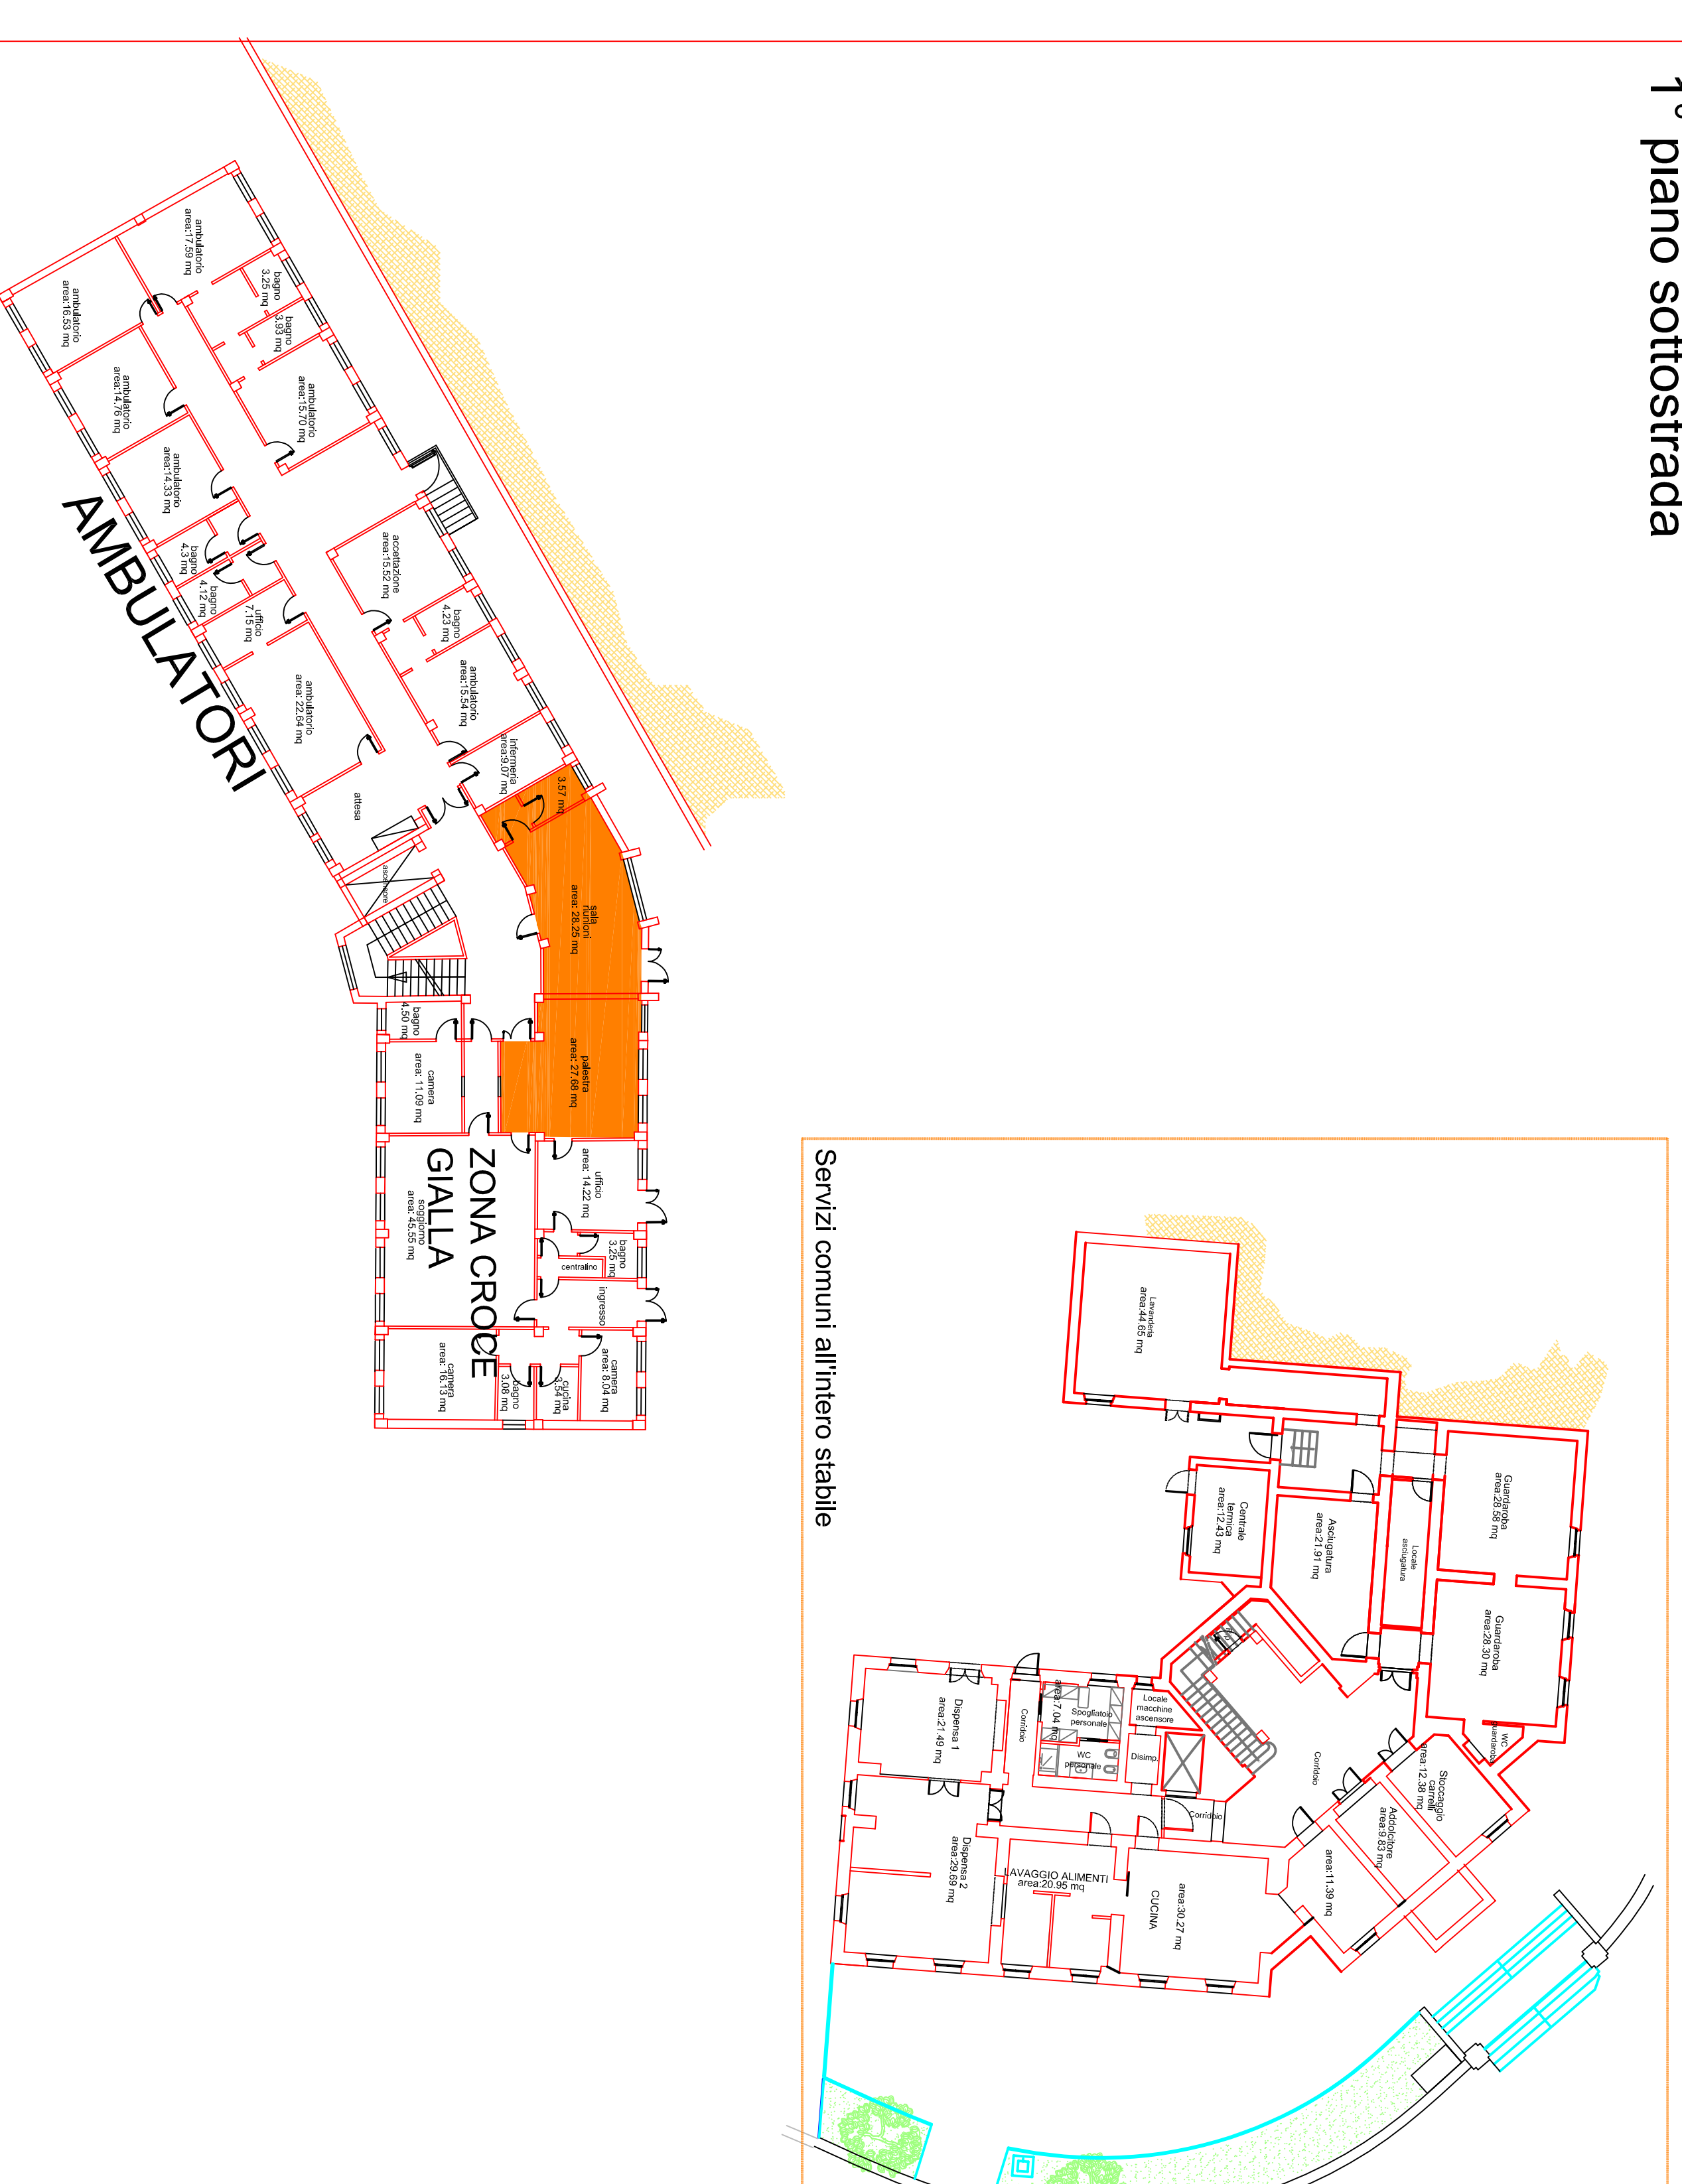 1° piano sottostrada
ambulatorio
area:17.59 mq
bagno
3.25 mq
bagno
3.93 mq
ambulatorio
area:15.70 mq
ambulatorio
area:16.53 mq
ambulatorio
area:14.76 mq
ambulatorio
area:14.33 mq
bagno
4.3 mq
bagno
4.12 mq
ufficio
7.15 mq
ambulatorio
area: 22.64 mq
accettazione
area:15.52 mq
bagno
4.23 mq
ambulatorio
area:15.54 mq
infermeria
area:9.07 mq
3.57 mq
attesa
ascensore
AMBULATORI
sala
riunioni
area: 28.25 mq
palestra
area: 27.68 mq
bagno
4.50 mq
camera
area: 11.09 mq
ufficio
area: 14.22 mq
ZONA CROCE
GIALLA
soggiorno
area: 45.55 mq
bagno
3.25 mq
centralino
ingresso
camera
area: 8.04 mq
cucina
3.54 mq
bagno
3.08 mq
camera
area: 16.13 mq
Servizi comuni all'intero stabile
Lavanderia
area:44.65 mq
Centrale
termica
area:12.43 mq
Asciugatura
area:21.91 mq
Locale
asciugatura
Guardaroba
area:28.58 mq
Guardaroba
area:28.30 mq
WC
guardaroba
Stoccaggio
carrelli
area:12.38 mq
Addolcitore
area:9.83 mq
area:11.39 mq
Corridoio
Locale
macchine
ascensore
Disimp.
Corridoio
Spogliatoio
personale
area:7.04 mq
WC
personale
Corridoio
Dispensa 1
area:21.49 mq
Dispensa 2
area:29.69 mq
LAVAGGIO ALIMENTI
area:20.95 mq
area:30.27 mq
CUCINA